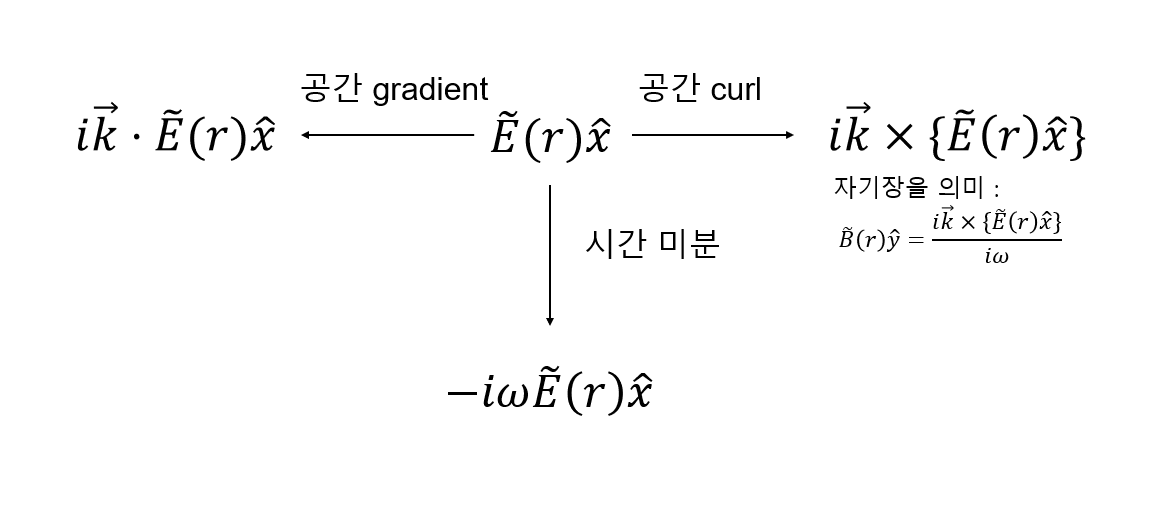 공간 gradient 공간 curl
$i\vec{k} \cdot \tilde{E}(r)\hat{x}$ $\tilde{E}(r)\hat{x}$ $i\vec{k} \times \{\tilde{E}(r)\hat{x}\}$
자기장을 의미 :
$\tilde{B}(r)\hat{y} = \frac{i\vec{k} \times \{\tilde{E}(r)\hat{x}\}}{i\omega}$
시간 미분
$-i\omega\tilde{E}(r)\hat{x}$